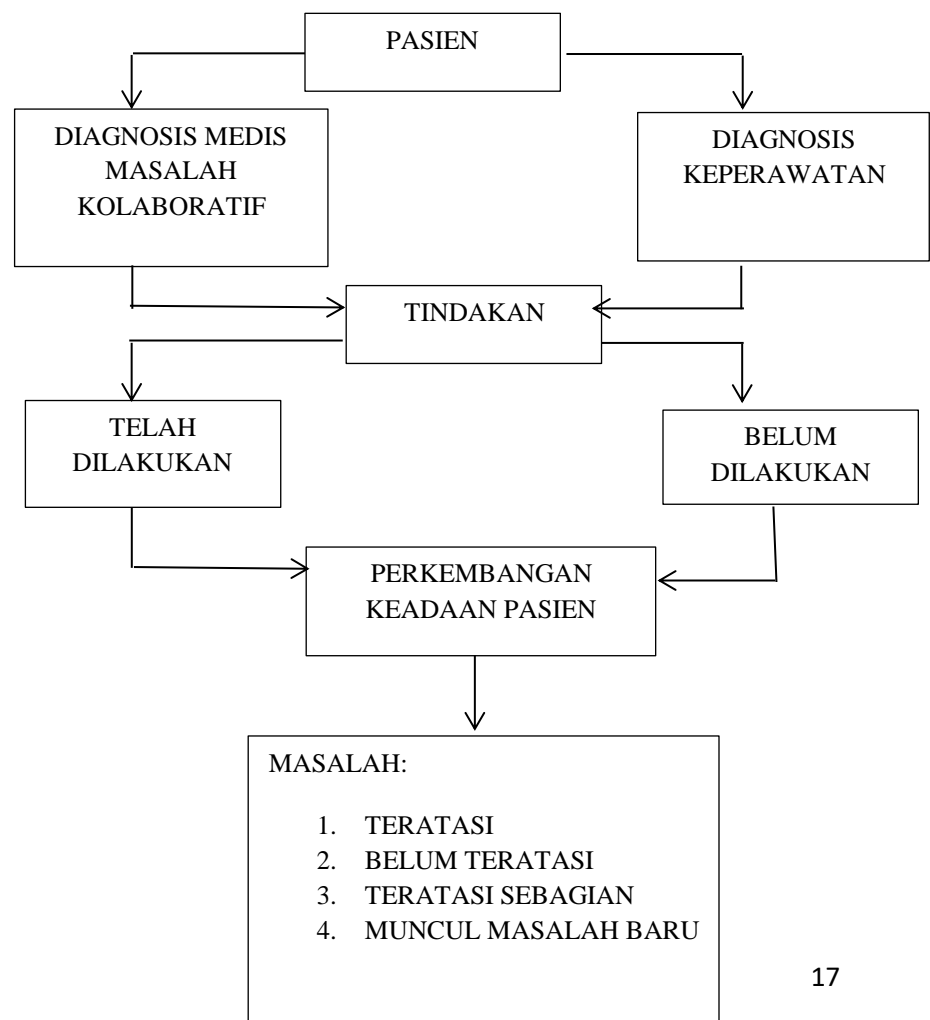 PASIEN
DIAGNOSIS MEDIS
MASALAH
KOLABORATIF
DIAGNOSIS
KEPERAWATAN
TINDAKAN
TELAH
DILAKUKAN
BELUM
DILAKUKAN
PERKEMBANGAN
KEADAAN PASIEN
MASALAH:
1. TERATASI
2. BELUM TERATASI
3. TERATASI SEBAGIAN
4. MUNCUL MASALAH BARU
17